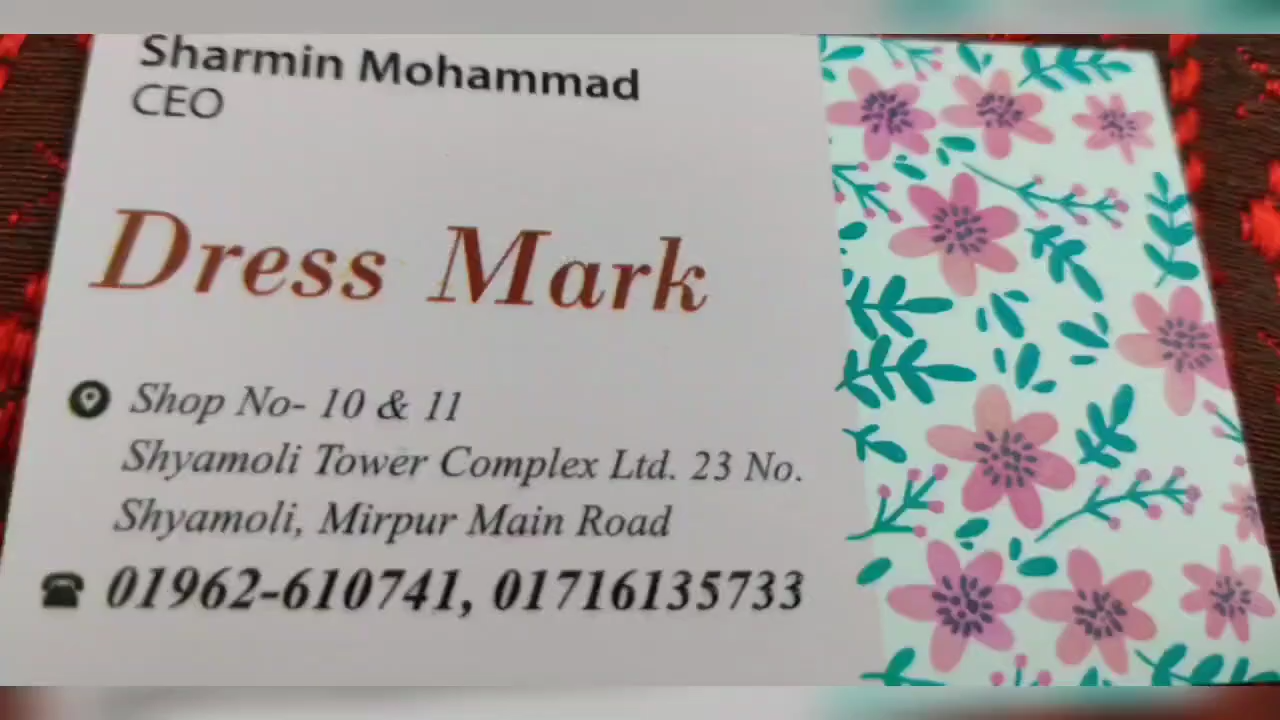 Sharmin Mohammad
CEO
Dress Mark
Shop No- 10 & 11
Shyamoli Tower Complex Ltd. 23 No.
Shyamoli, Mirpur Main Road
01962-610741, 01716135733